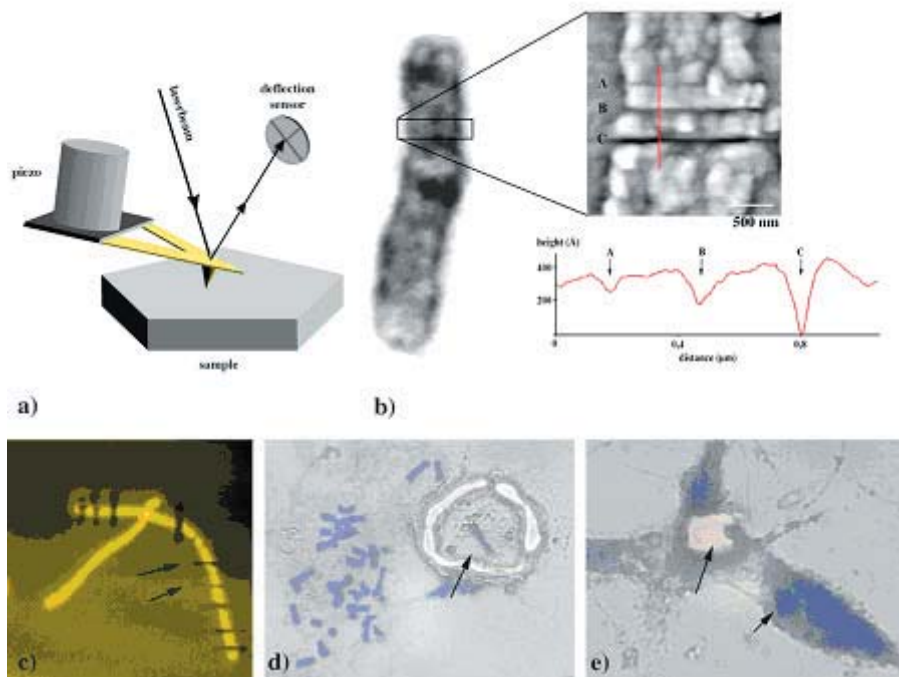 laserbeam
deflection
sensor
piezo
sample
a)
A
B
C
500 nm
b)
height (Å)
A B C
400
200
0 0,4 0,8
distance (μm)
c)
d)
e)